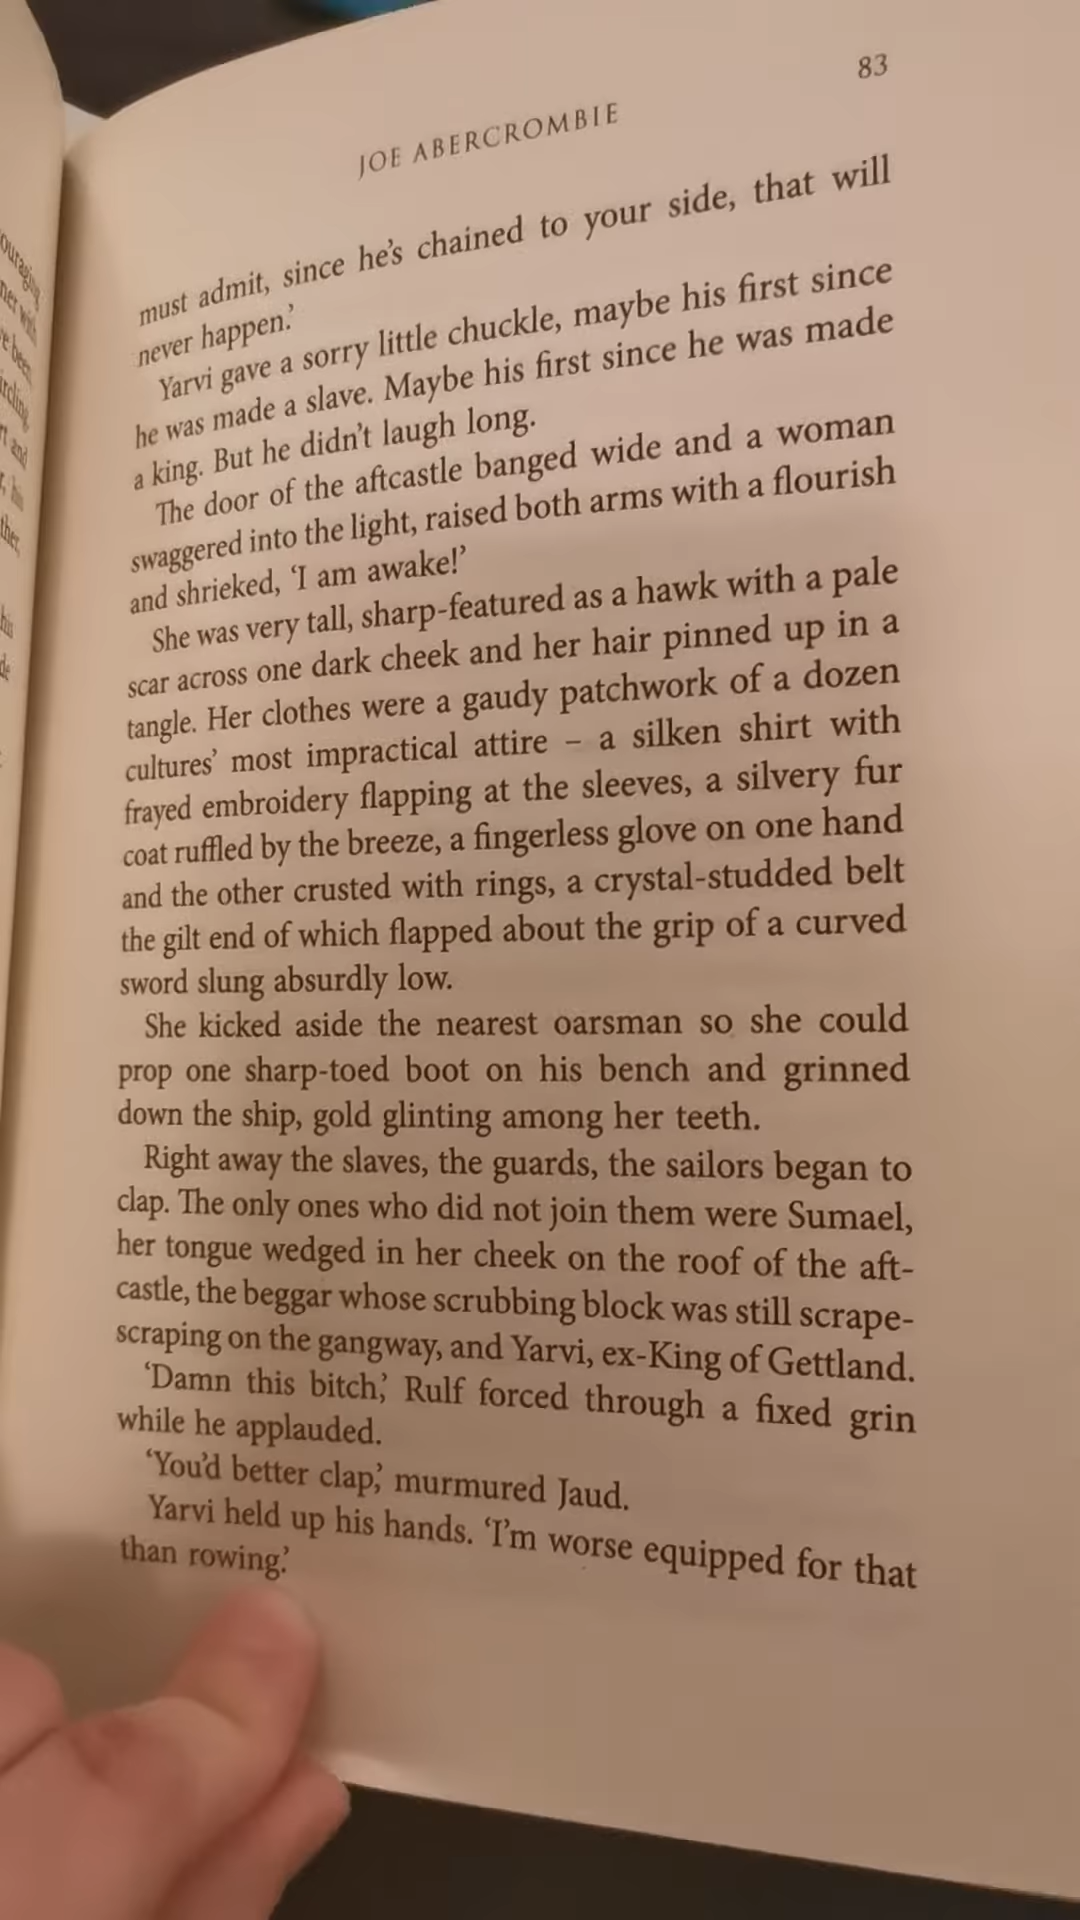 83
JOE ABERCROMBIE
must admit, since he's chained to your side, that will
never happen.'
Yarvi gave a sorry little chuckle, maybe his first since
he was made a slave. Maybe his first since he was made
a king. But he didn't laugh long.
The door of the aftcastle banged wide and a woman
swaggered into the light, raised both arms with a flourish
and shrieked, 'I am awake!'
She was very tall, sharp-featured as a hawk with a pale
scar across one dark cheek and her hair pinned up in a
tangle. Her clothes were a gaudy patchwork of a dozen
cultures' most impractical attire – a silken shirt with
frayed embroidery flapping at the sleeves, a silvery fur
coat ruffled by the breeze, a fingerless glove on one hand
and the other crusted with rings, a crystal-studded belt
the gilt end of which flapped about the grip of a curved
sword slung absurdly low.
She kicked aside the nearest oarsman so she could
prop one sharp-toed boot on his bench and grinned
down the ship, gold glinting among her teeth.
Right away the slaves, the guards, the sailors began to
clap. The only ones who did not join them were Sumael,
her tongue wedged in her cheek on the roof of the aft-
castle, the beggar whose scrubbing block was still scrape-
scraping on the gangway, and Yarvi, ex-King of Gettland.
'Damn this bitch,' Rulf forced through a fixed grin
while he applauded.
'You'd better clap,' murmured Jaud.
Yarvi held up his hands. 'I'm worse equipped for that
than rowing.'